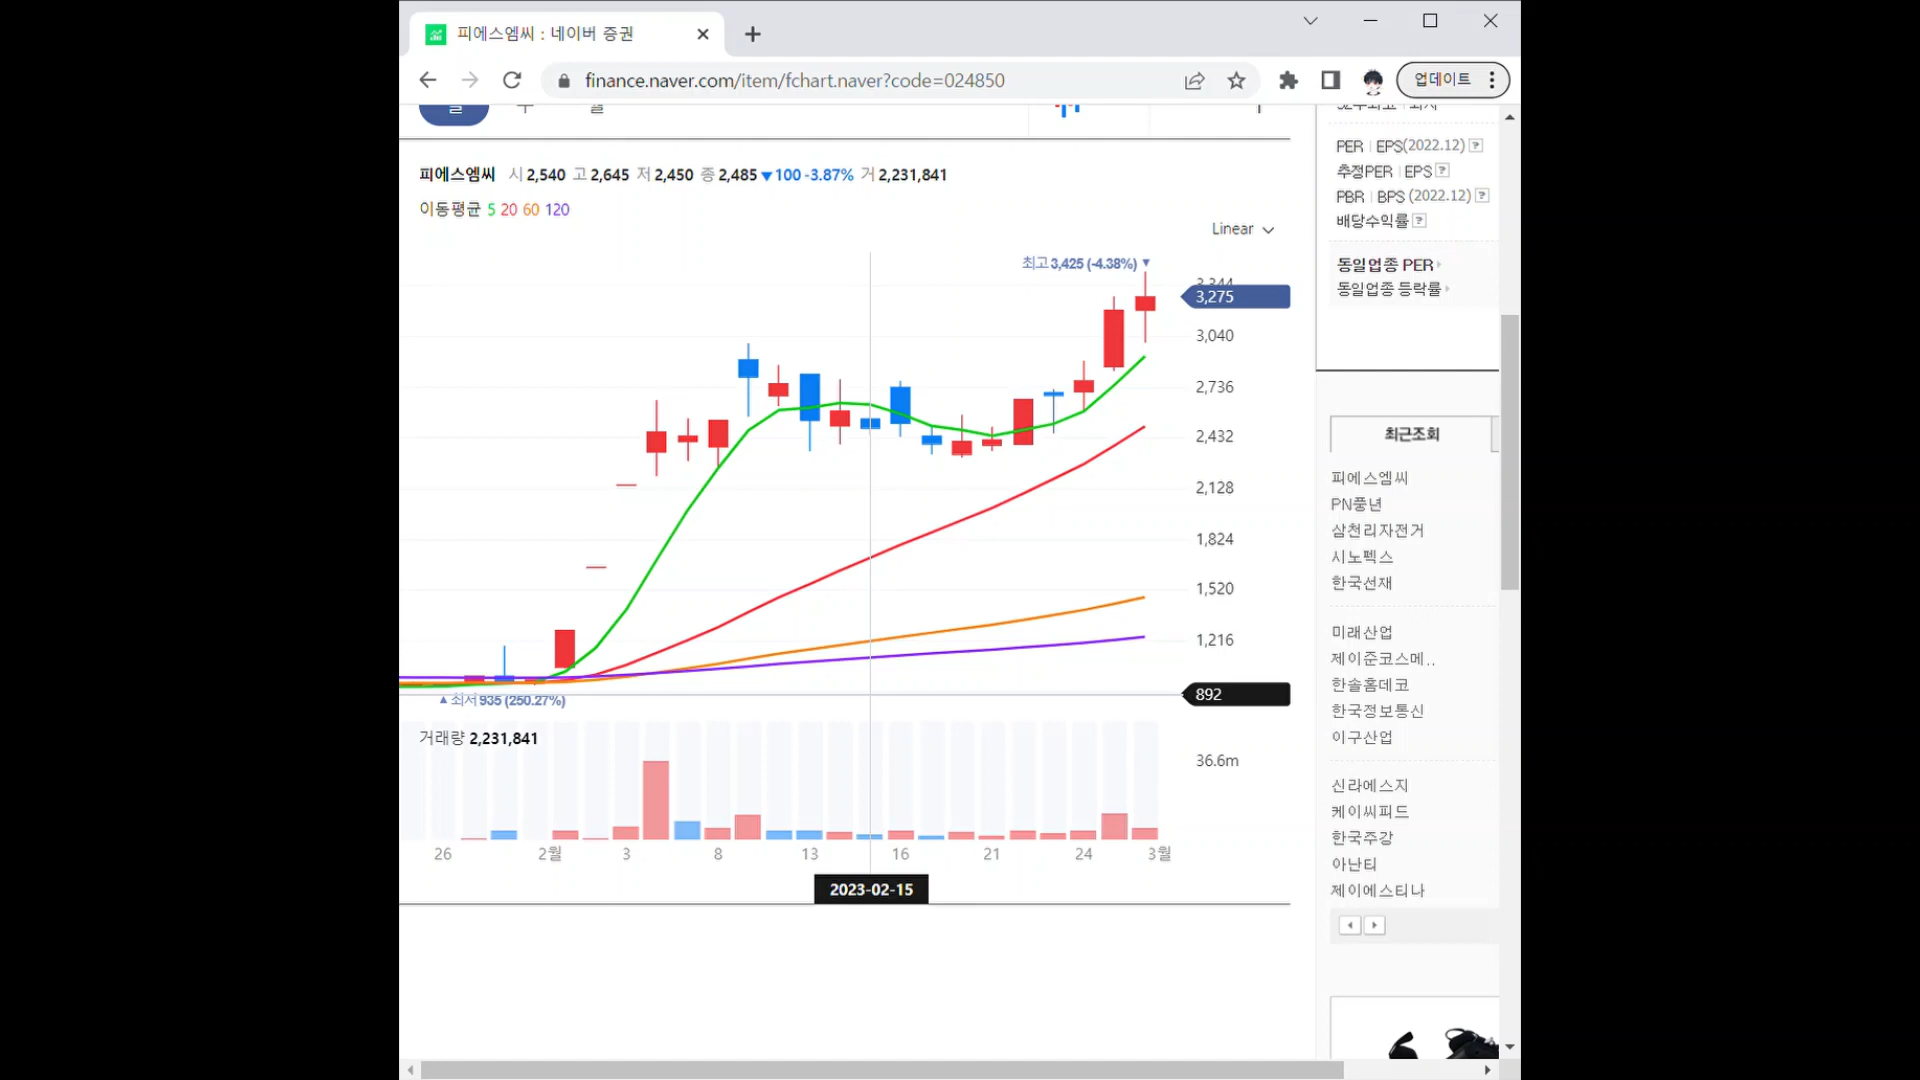 피에스엠씨 : 네이버 증권
finance.naver.com/item/fchart.naver?code=024850
업데이트
피에스엠씨 시 2,540 고 2,645 저 2,450 종 2,485 ▼100 -3.87% 거 2,231,841
이동평균 5 20 60 120
Linear
최고 3,425 (-4.38%) ▼
3,344
3,275
3,040
2,736
2,432
2,128
1,824
1,520
1,216
892
▲ 최저 935 (250.27%)
거래량 2,231,841
36.6m
26 2월 3 8 13 16 21 24 3월
2023-02-15
PER | EPS(2022.12) ?
추정PER | EPS ?
PBR | BPS (2022.12) ?
배당수익률 ?
동일업종 PER
동일업종 등락률
최근조회
피에스엠씨
PN풍년
삼천리자전거
시노펙스
한국선재
미래산업
제이준코스메..
한솔홈데코
한국정보통신
이구산업
신라에스지
케이씨피드
한국주강
아난티
제이에스티나